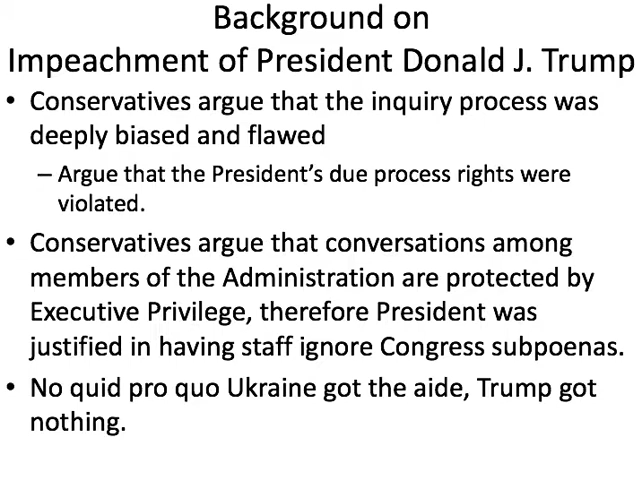 Background on
Impeachment of President Donald J. Trump
• Conservatives argue that the inquiry process was
deeply biased and flawed
– Argue that the President's due process rights were
violated.
• Conservatives argue that conversations among
members of the Administration are protected by
Executive Privilege, therefore President was
justified in having staff ignore Congress subpoenas.
• No quid pro quo Ukraine got the aide, Trump got
nothing.